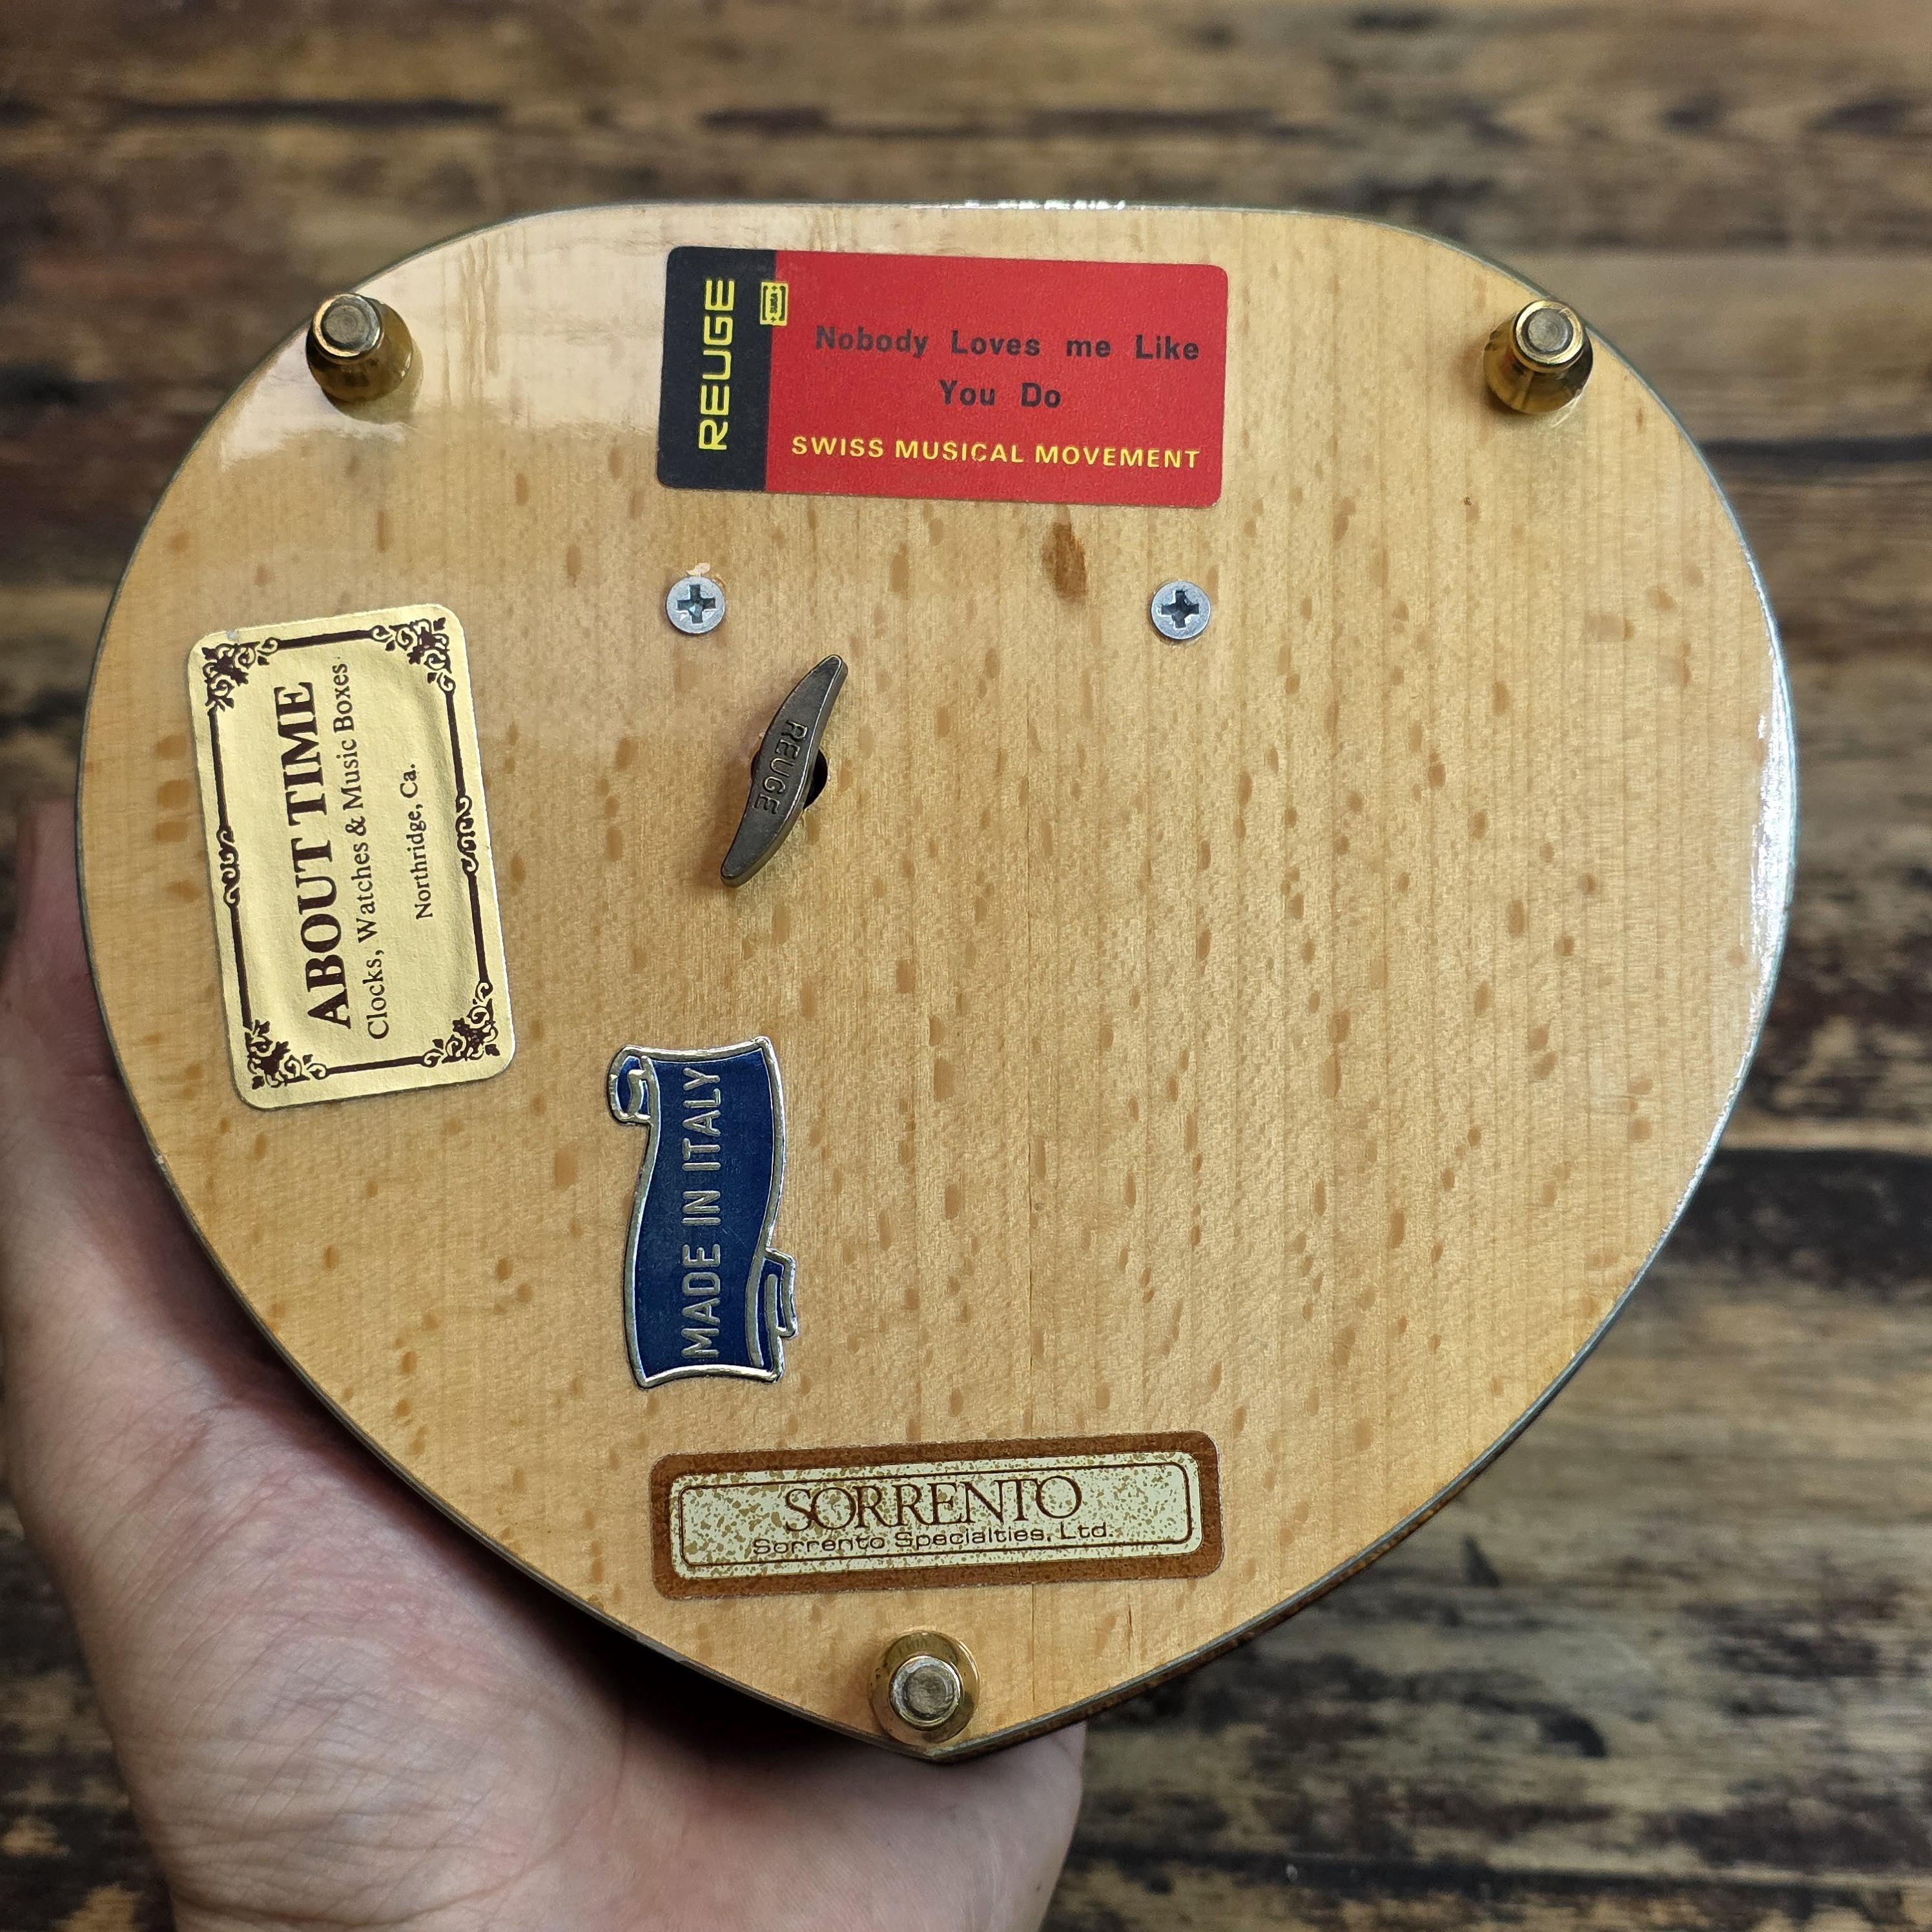 REUGE
Nobody Loves me Like
You Do
SWISS MUSICAL MOVEMENT
REUGE
ABOUT TIME
Clocks, Watches & Music Boxes
Northridge, Ca.
MADE IN ITALY
SORRENTO
Sorrento Specialties, Ltd.